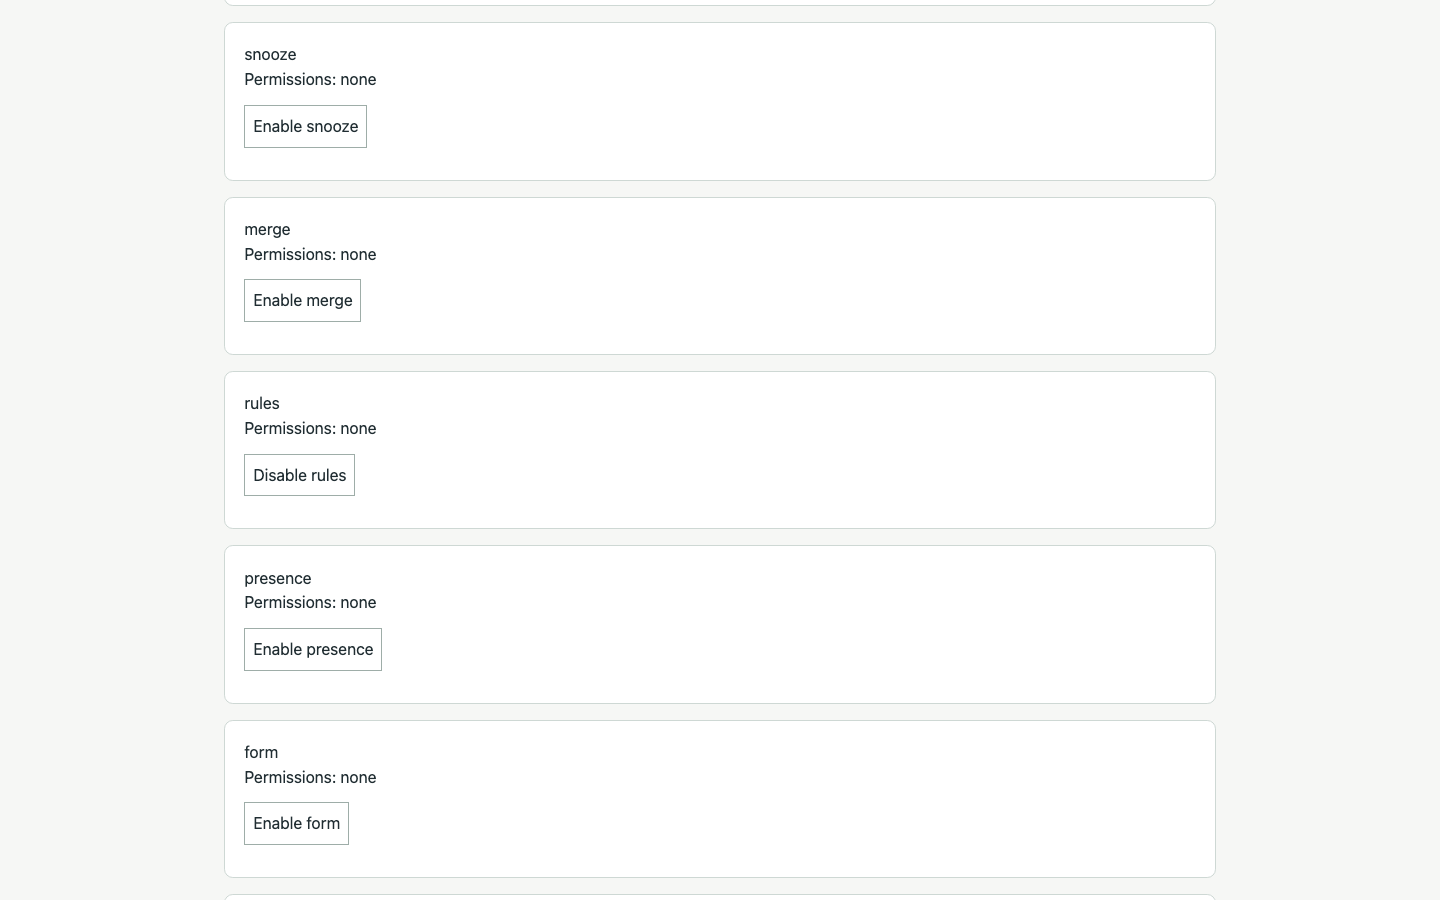 snooze
Permissions: none
Enable snooze
merge
Permissions: none
Enable merge
rules
Permissions: none
Disable rules
presence
Permissions: none
Enable presence
form
Permissions: none
Enable form